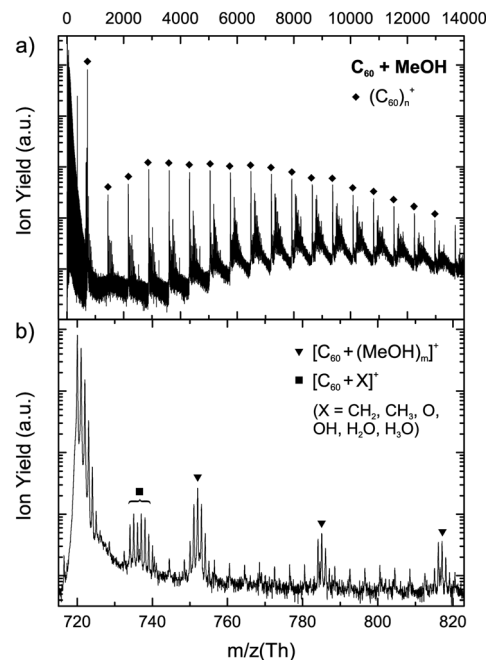 0 2000 4000 6000 8000 10000 12000 14000
a)
C₆₀ + MeOH
◆ (C₆₀)ₙ⁺
Ion Yield (a.u.)
b)
▼ [C₆₀ + (MeOH)ₘ]⁺
■ [C₆₀ + X]⁺
(X = CH₂, CH₃, O,
OH, H₂O, H₃O)
Ion Yield (a.u.)
720 740 760 780 800 820
m/z(Th)